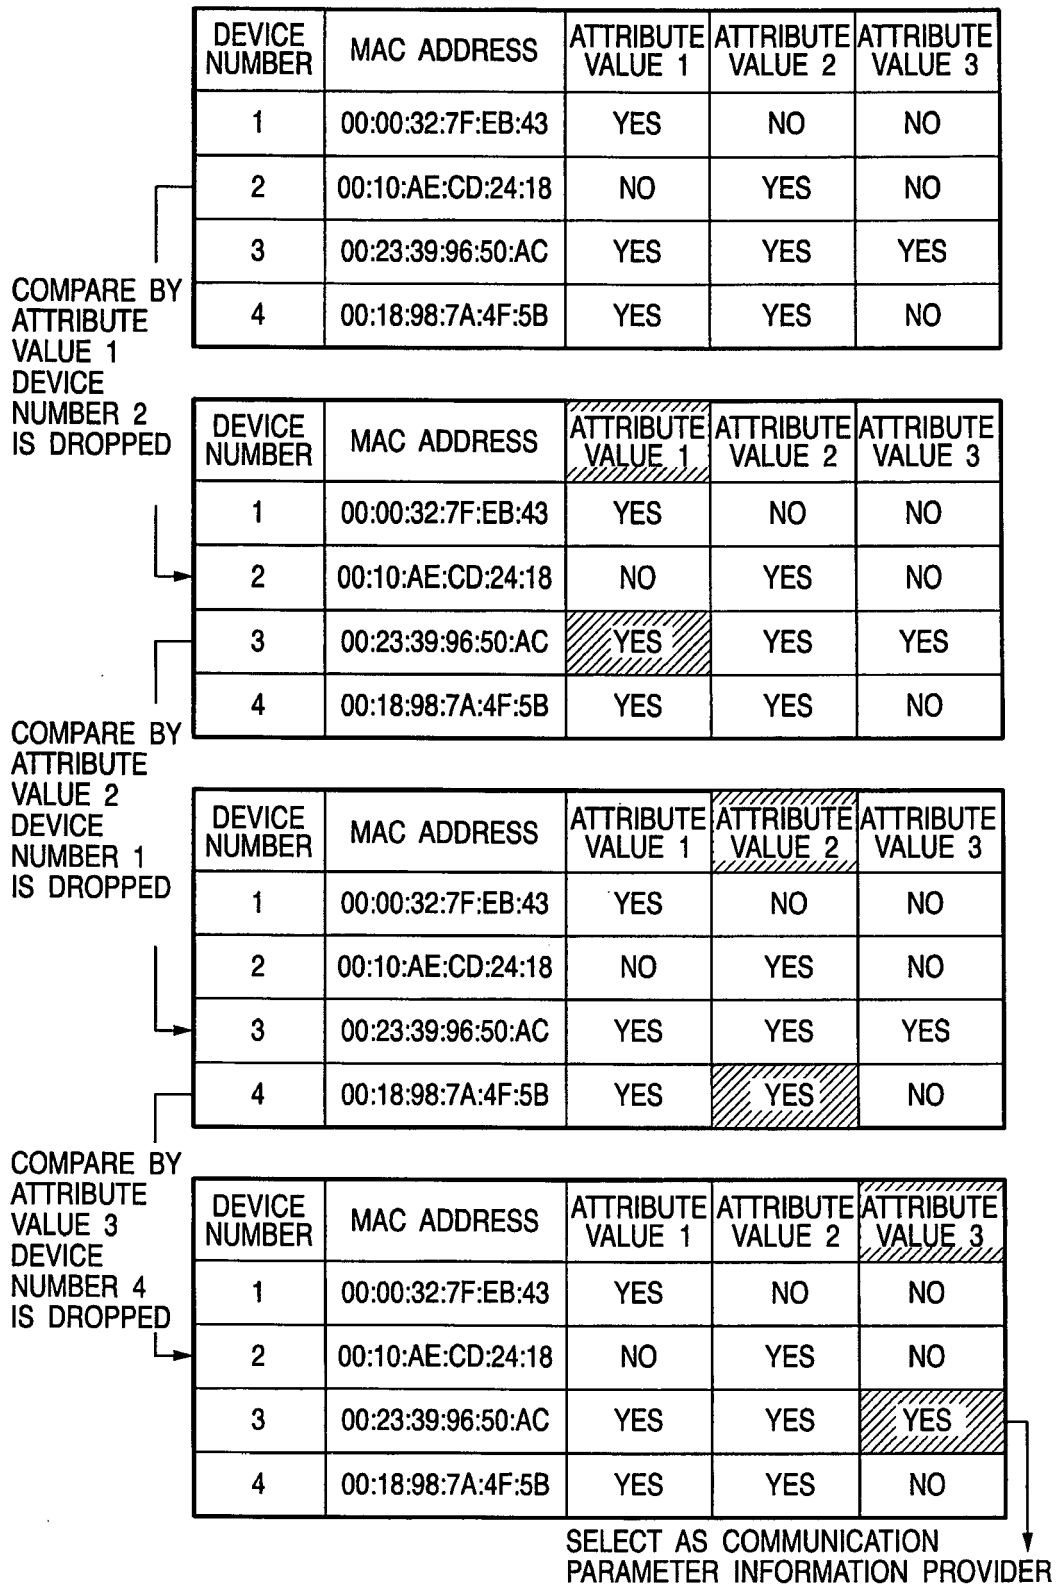 DEVICE NUMBER MAC ADDRESS ATTRIBUTE VALUE 1 ATTRIBUTE VALUE 2 ATTRIBUTE VALUE 3
1 00:00:32:7F:EB:43 YES NO NO
2 00:10:AE:CD:24:18 NO YES NO
3 00:23:39:96:50:AC YES YES YES
4 00:18:98:7A:4F:5B YES YES NO
COMPARE BY
ATTRIBUTE
VALUE 1
DEVICE
NUMBER 2
IS DROPPED
DEVICE NUMBER MAC ADDRESS ATTRIBUTE VALUE 1 ATTRIBUTE VALUE 2 ATTRIBUTE VALUE 3
1 00:00:32:7F:EB:43 YES NO NO
2 00:10:AE:CD:24:18 NO YES NO
3 00:23:39:96:50:AC YES YES YES
4 00:18:98:7A:4F:5B YES YES NO
COMPARE BY
ATTRIBUTE
VALUE 2
DEVICE
NUMBER 1
IS DROPPED
DEVICE NUMBER MAC ADDRESS ATTRIBUTE VALUE 1 ATTRIBUTE VALUE 2 ATTRIBUTE VALUE 3
1 00:00:32:7F:EB:43 YES NO NO
2 00:10:AE:CD:24:18 NO YES NO
3 00:23:39:96:50:AC YES YES YES
4 00:18:98:7A:4F:5B YES YES NO
COMPARE BY
ATTRIBUTE
VALUE 3
DEVICE
NUMBER 4
IS DROPPED
DEVICE NUMBER MAC ADDRESS ATTRIBUTE VALUE 1 ATTRIBUTE VALUE 2 ATTRIBUTE VALUE 3
1 00:00:32:7F:EB:43 YES NO NO
2 00:10:AE:CD:24:18 NO YES NO
3 00:23:39:96:50:AC YES YES YES
4 00:18:98:7A:4F:5B YES YES NO
SELECT AS COMMUNICATION
PARAMETER INFORMATION PROVIDER